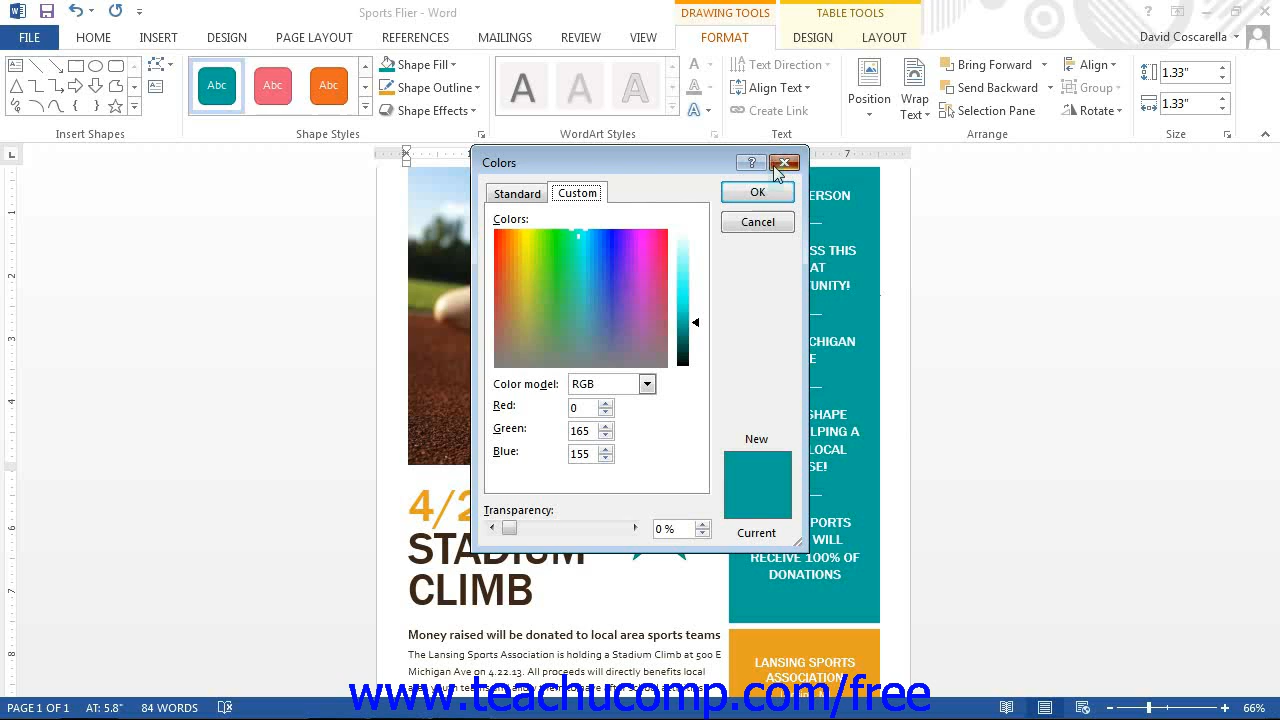 Sports Flier - Word
DRAWING TOOLS
TABLE TOOLS
FILE
HOME
INSERT
DESIGN
PAGE LAYOUT
REFERENCES
MAILINGS
REVIEW
VIEW
FORMAT
DESIGN
LAYOUT
David Coscarella
Abc
Abc
Abc
Shape Fill
Shape Outline
Shape Effects
A
A
A
Text Direction
Align Text
Create Link
Position
Wrap
Text
Bring Forward
Send Backward
Selection Pane
Align
Group
Rotate
1.33"
1.33"
Insert Shapes
Shape Styles
WordArt Styles
Text
Arrange
Size
Colors
Standard
Custom
OK
Cancel
Colors:
Color model:
RGB
Red:
0
Green:
165
Blue:
155
New
Current
Transparency:
0 %
ERSON
SS THIS
AT
UNITY!
CHIGAN
E
SHAPE
LPING A
LOCAL
SE!
PORTS
WILL
RECEIVE 100% OF
DONATIONS
4/2
STADIUM
CLIMB
Money raised will be donated to local area sports teams
The Lansing Sports Association is holding a Stadium Climb at 500 E
Michigan Ave on 4.22.13. All proceeds will directly benefits local
LANSING SPORTS
ASSOCIATION
www.teachucomp.com/free
PAGE 1 OF 1
AT: 5.8"
84 WORDS
66%